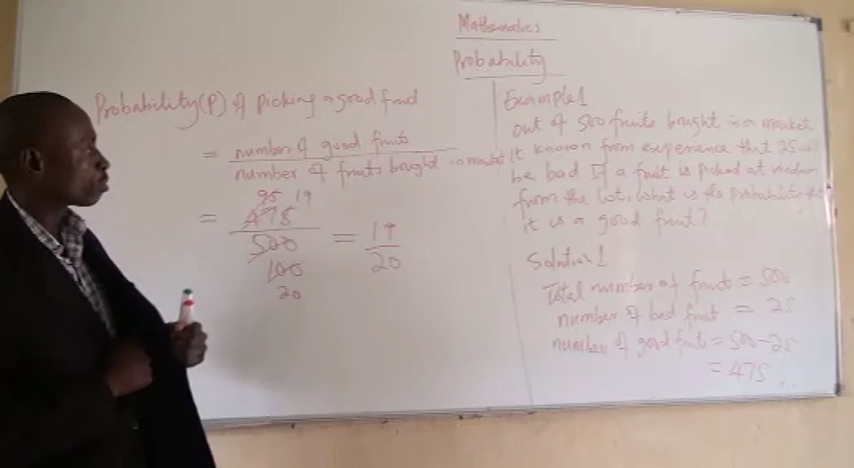 Mathematics
Probability
Example 1
out of 500 fruits bought in a market
it known from experience that 25 will
be bad If a fruit is picked at random
from the lot, what is the probability that
it is a good fruit?
Solution 1
Total number of fruit = 500
number of bad fruit = 25
number of good fruits = 500 - 25
= 475
Probability (P) of picking a good fruit
= number of good fruits
number of fruits bought in market
95 19
= 475
500 = 19
100 20
20